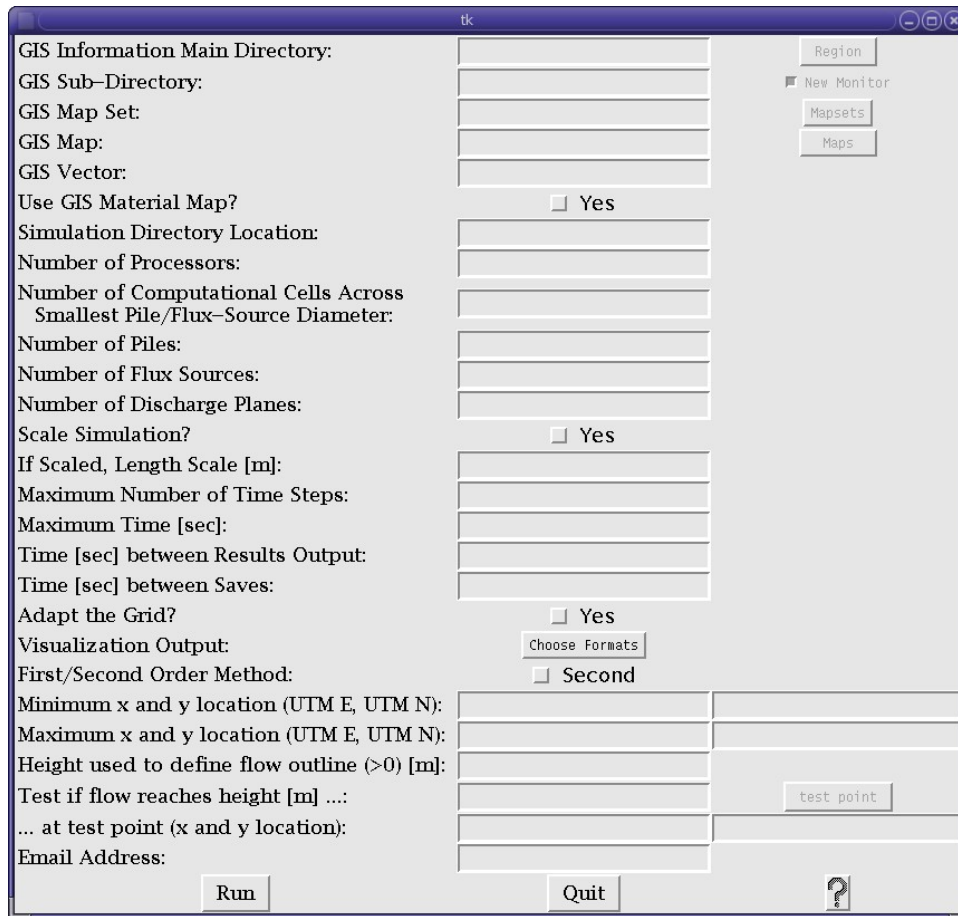 tk
GIS Information Main Directory: Region
GIS Sub-Directory: New Monitor
GIS Map Set: Mapsets
GIS Map: Maps
GIS Vector:
Use GIS Material Map? Yes
Simulation Directory Location:
Number of Processors:
Number of Computational Cells Across
Smallest Pile/Flux-Source Diameter:
Number of Piles:
Number of Flux Sources:
Number of Discharge Planes:
Scale Simulation? Yes
If Scaled, Length Scale [m]:
Maximum Number of Time Steps:
Maximum Time [sec]:
Time [sec] between Results Output:
Time [sec] between Saves:
Adapt the Grid? Yes
Visualization Output: Choose Formats
First/Second Order Method: Second
Minimum x and y location (UTM E, UTM N):
Maximum x and y location (UTM E, UTM N):
Height used to define flow outline (>0) [m]:
Test if flow reaches height [m] ...: test point
... at test point (x and y location):
Email Address:
Run Quit ?